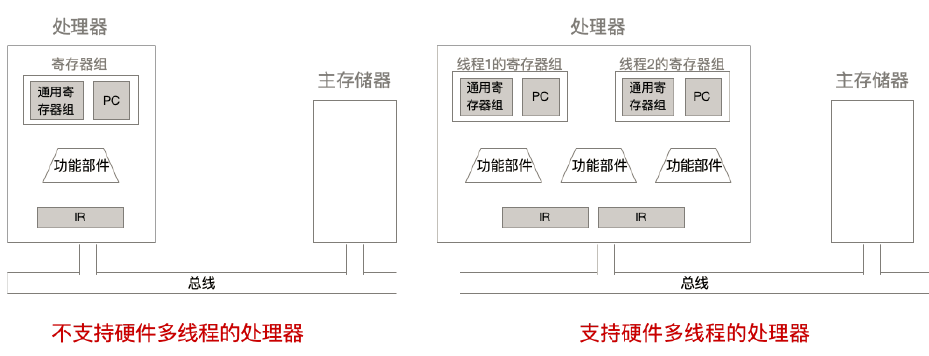 处理器
寄存器组
通用寄
存器组
PC
功能部件
IR
主存储器
总线
不支持硬件多线程的处理器
处理器
线程1的寄存器组
通用寄
存器组
PC
线程2的寄存器组
通用寄
存器组
PC
功能部件
功能部件
功能部件
IR
IR
主存储器
总线
支持硬件多线程的处理器